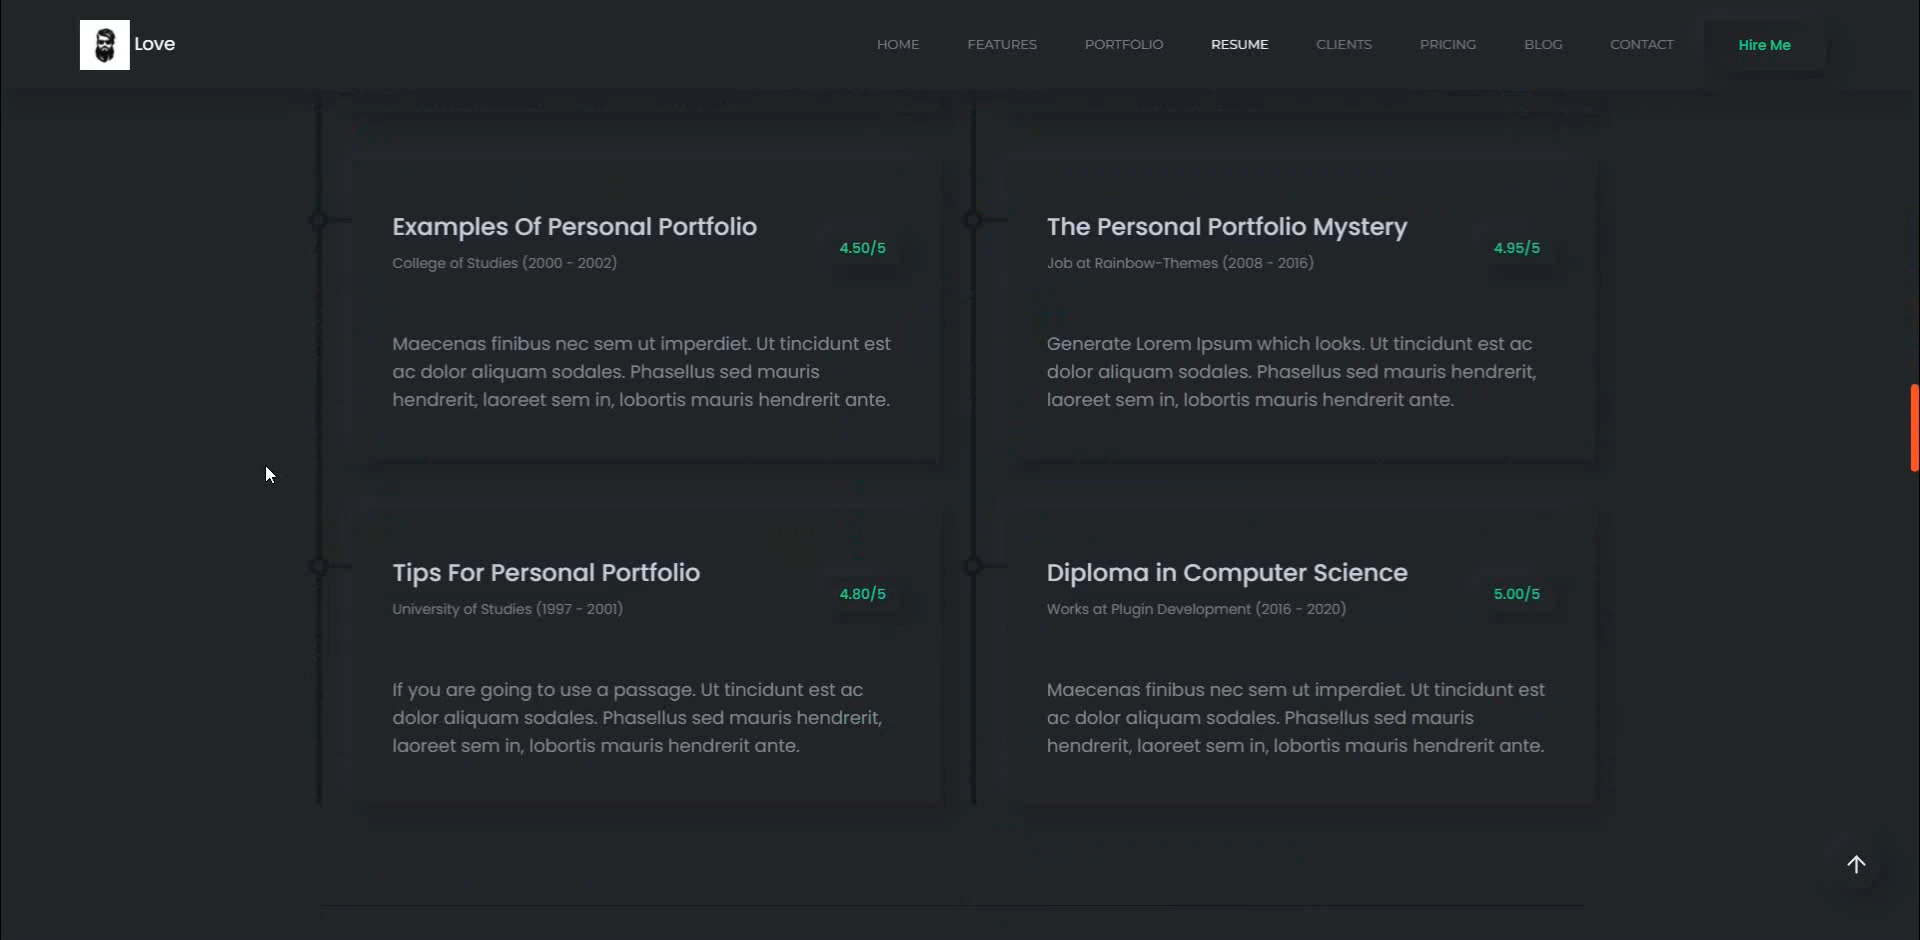 Love
HOME FEATURES PORTFOLIO RESUME CLIENTS PRICING BLOG CONTACT Hire Me
Examples Of Personal Portfolio
College of Studies (2000 - 2002)
4.50/5
Maecenas finibus nec sem ut imperdiet. Ut tincidunt est
ac dolor aliquam sodales. Phasellus sed mauris
hendrerit, laoreet sem in, lobortis mauris hendrerit ante.
The Personal Portfolio Mystery
Job at Rainbow-Themes (2008 - 2016)
4.95/5
Generate Lorem Ipsum which looks. Ut tincidunt est ac
dolor aliquam sodales. Phasellus sed mauris hendrerit,
laoreet sem in, lobortis mauris hendrerit ante.
Tips For Personal Portfolio
University of Studies (1997 - 2001)
4.80/5
If you are going to use a passage. Ut tincidunt est ac
dolor aliquam sodales. Phasellus sed mauris hendrerit,
laoreet sem in, lobortis mauris hendrerit ante.
Diploma in Computer Science
Works at Plugin Development (2016 - 2020)
5.00/5
Maecenas finibus nec sem ut imperdiet. Ut tincidunt est
ac dolor aliquam sodales. Phasellus sed mauris
hendrerit, laoreet sem in, lobortis mauris hendrerit ante.